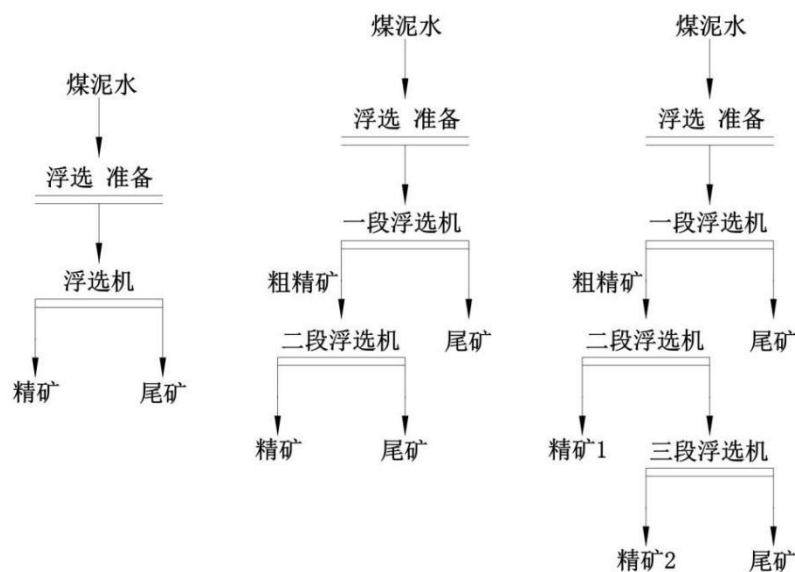 煤泥水
浮选 准备
浮选机
精矿
尾矿
煤泥水
浮选 准备
一段浮选机
粗精矿
尾矿
二段浮选机
精矿
尾矿
煤泥水
浮选 准备
一段浮选机
粗精矿
尾矿
二段浮选机
精矿1
三段浮选机
精矿2
尾矿